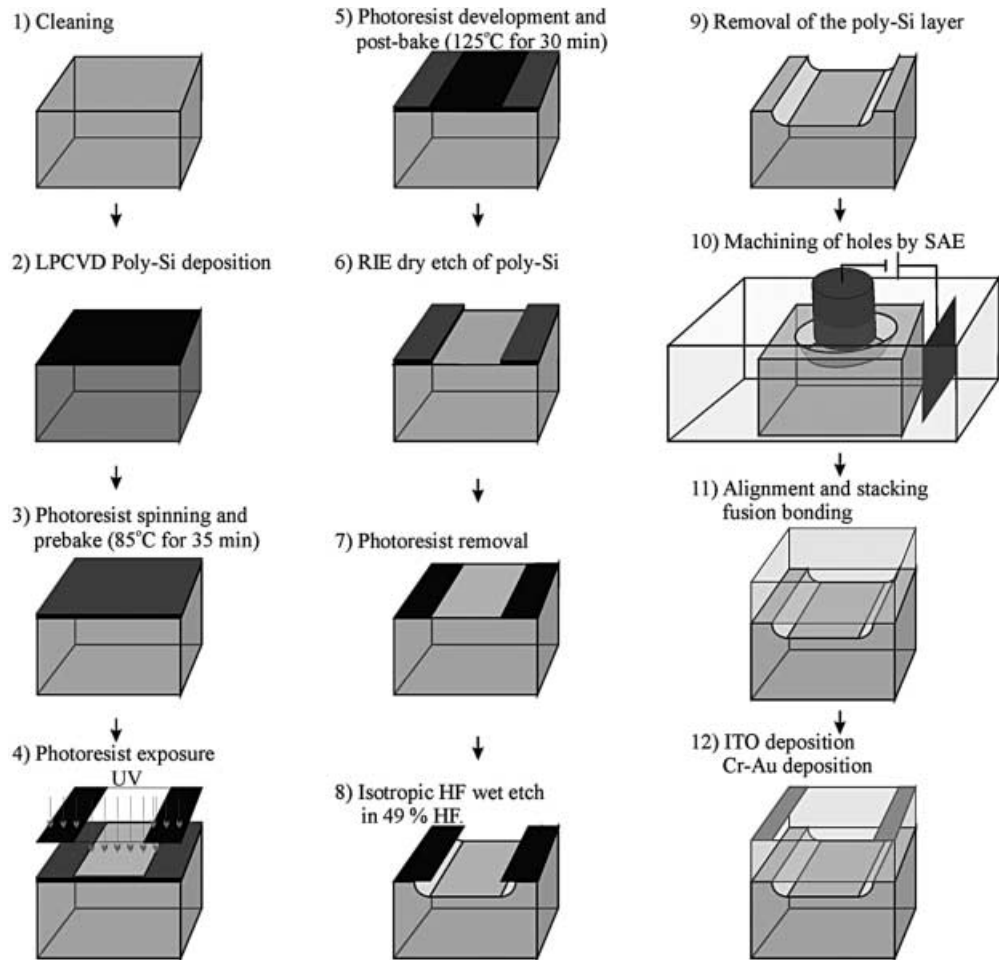 1) Cleaning
2) LPCVD Poly-Si deposition
3) Photoresist spinning and
prebake (85°C for 35 min)
4) Photoresist exposure
UV
5) Photoresist development and
post-bake (125°C for 30 min)
6) RIE dry etch of poly-Si
7) Photoresist removal
8) Isotropic HF wet etch
in 49 % HF.
9) Removal of the poly-Si layer
10) Machining of holes by SAE
11) Alignment and stacking
fusion bonding
12) ITO deposition
Cr-Au deposition